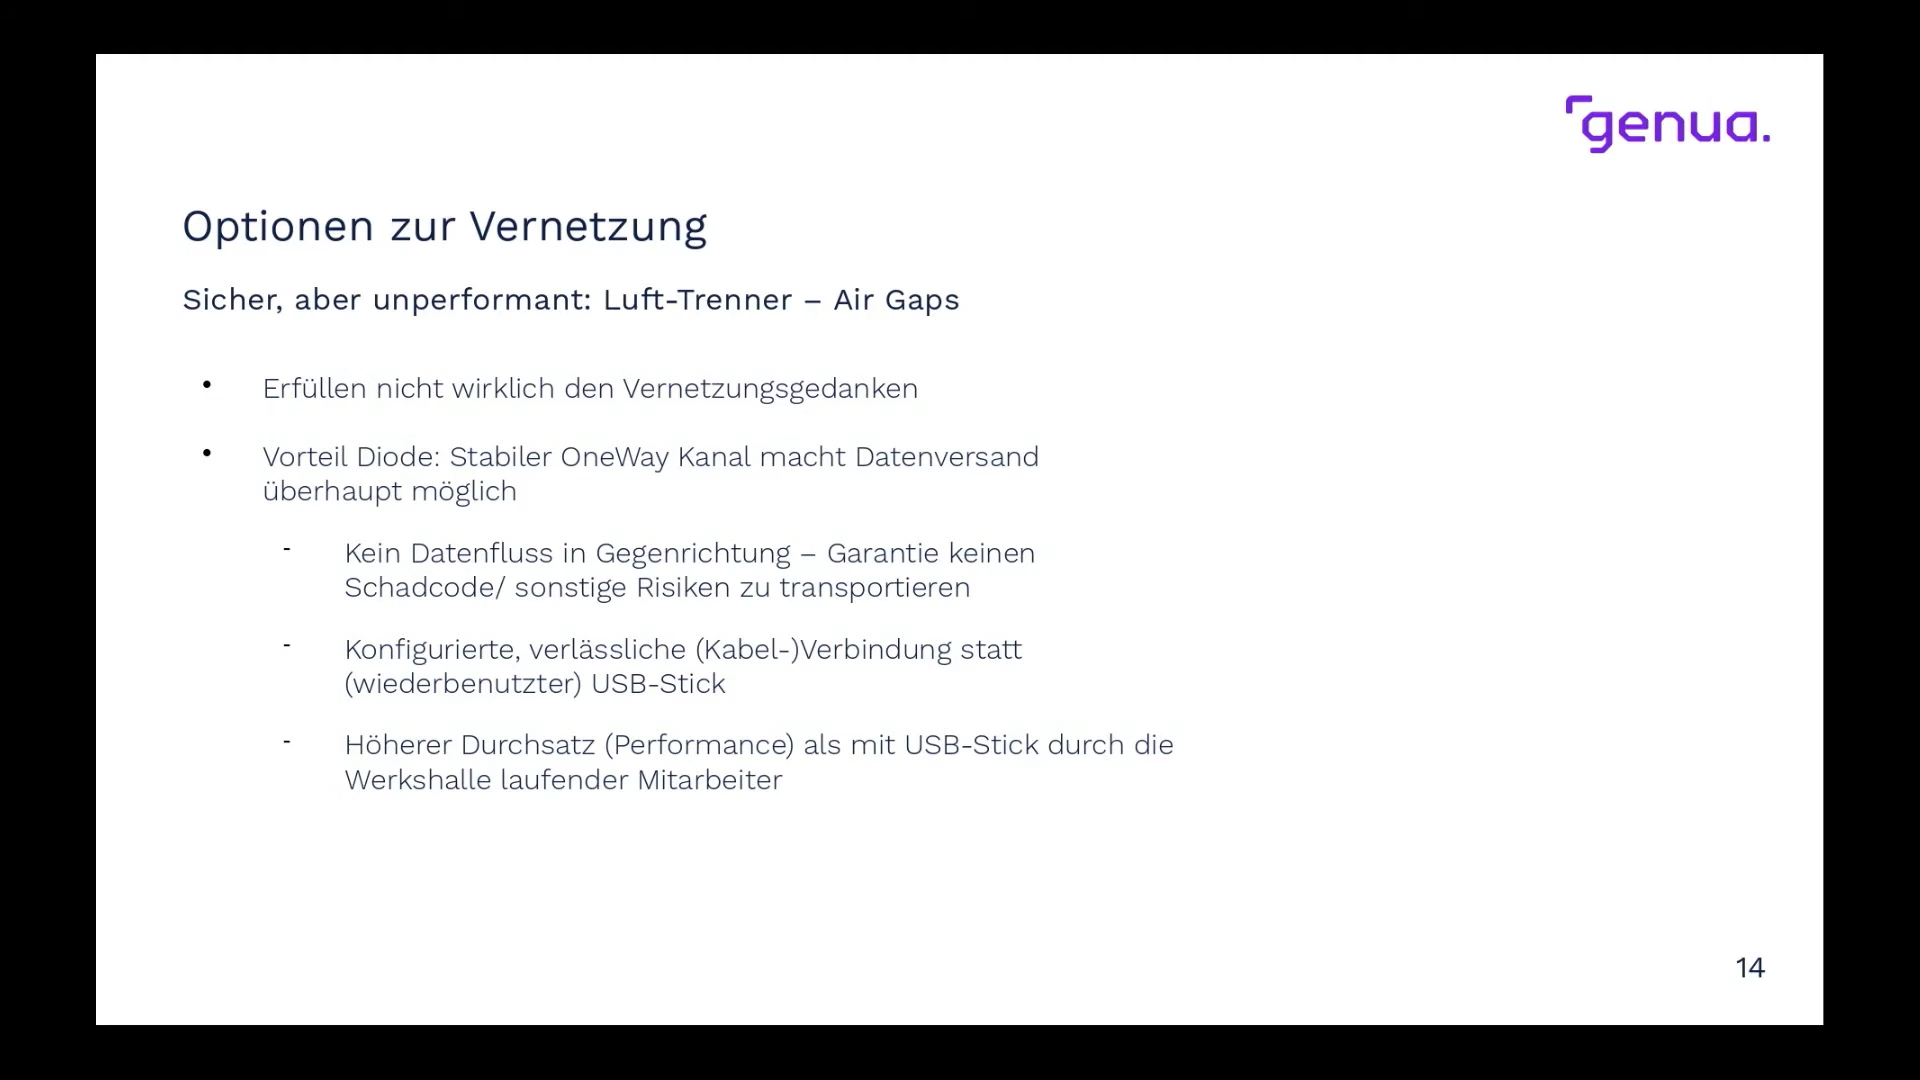 genua.
Optionen zur Vernetzung
Sicher, aber unperformant: Luft-Trenner – Air Gaps
• Erfüllen nicht wirklich den Vernetzungsgedanken
• Vorteil Diode: Stabiler OneWay Kanal macht Datenversand
überhaupt möglich
- Kein Datenfluss in Gegenrichtung – Garantie keinen
Schadcode/ sonstige Risiken zu transportieren
- Konfigurierte, verlässliche (Kabel-)Verbindung statt
(wiederbenutzter) USB-Stick
- Höherer Durchsatz (Performance) als mit USB-Stick durch die
Werkshalle laufender Mitarbeiter
14